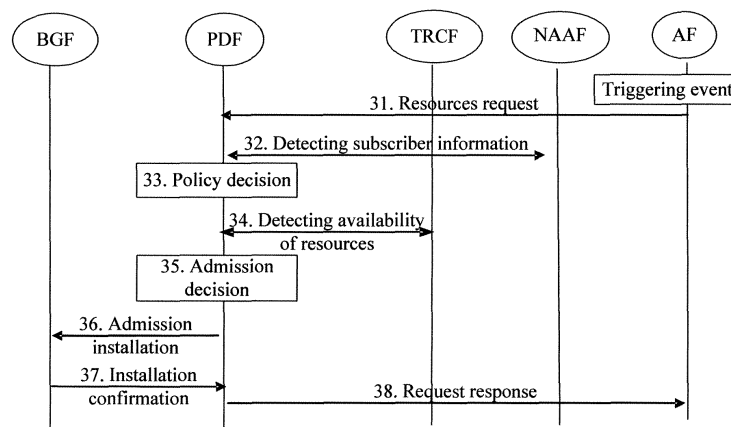 BGF PDF TRCF NAAF AF
Triggering event
31. Resources request
32. Detecting subscriber information
33. Policy decision
34. Detecting availability
of resources
35. Admission
decision
36. Admission
installation
37. Installation
confirmation
38. Request response